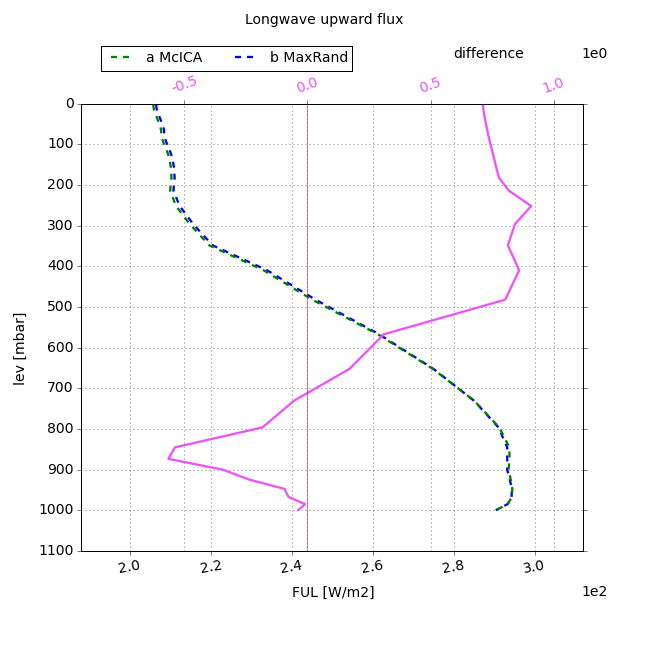 Longwave upward flux
a McICA b MaxRand difference 1e0
-0.5 0.0 0.5 1.0
0
100
200
300
400
500
600
700
800
900
1000
1100
lev [mbar]
2.0 2.2 2.4 2.6 2.8 3.0
FUL [W/m2] 1e2